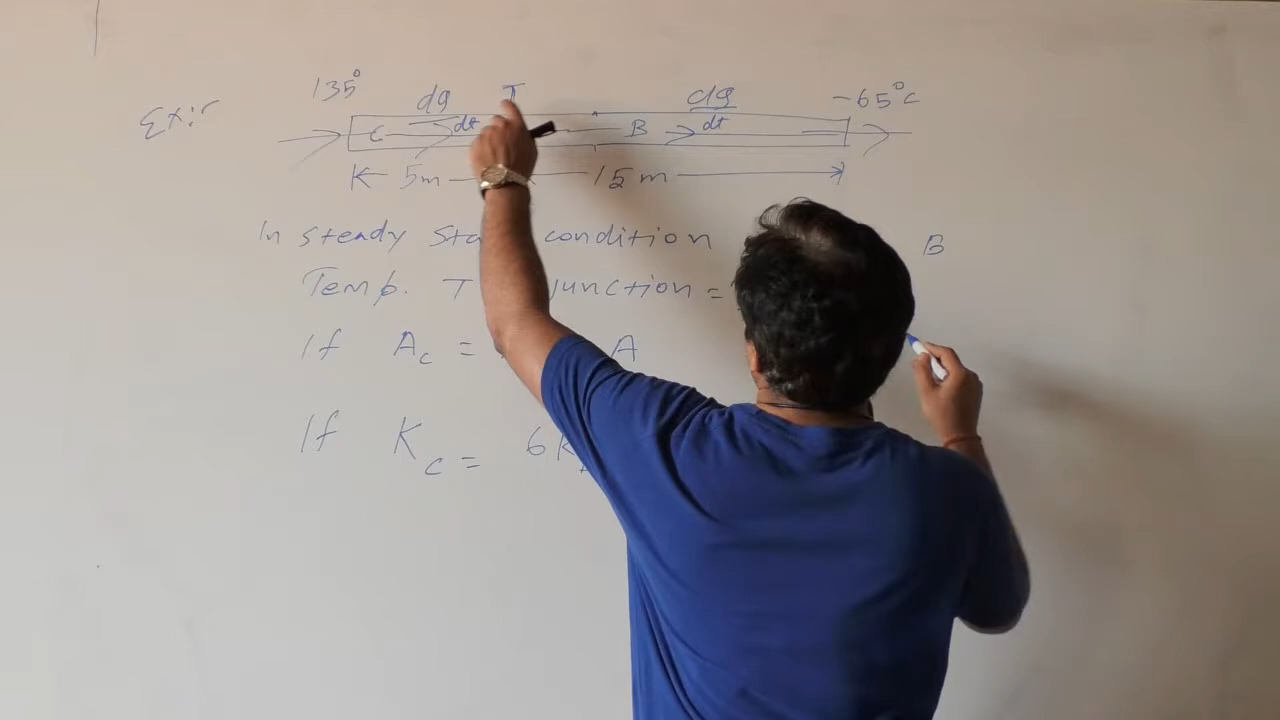 135° dq T dq -65°C
Ex:- C dt B dt
5m 15m
In steady condition B
Temp. T junction =
If A_C = A
If K_C = 6K